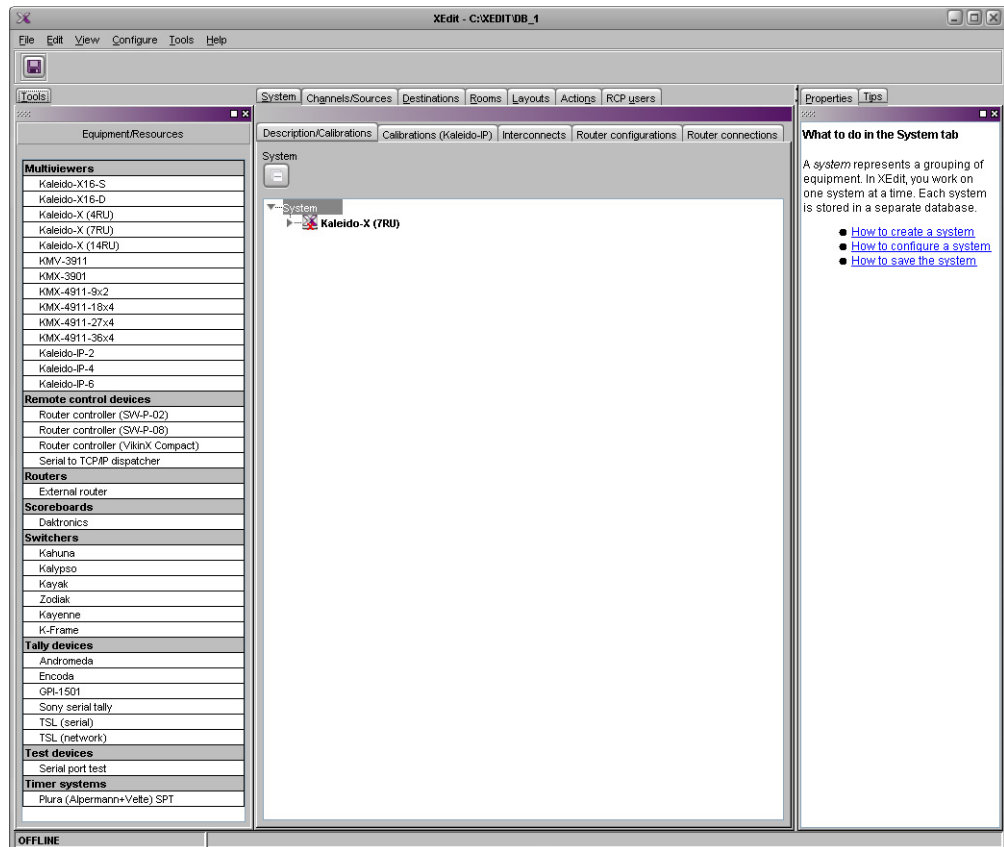 XEdit - C:\XEDIT\DB_1
File Edit View Configure Tools Help
Tools
Equipment/Resources
Multiviewers
Kaleido-X16-S
Kaleido-X16-D
Kaleido-X (4RU)
Kaleido-X (7RU)
Kaleido-X (14RU)
KMV-3911
KMX-3901
KMX-4911-9x2
KMX-4911-18x4
KMX-4911-27x4
KMX-4911-36x4
Kaleido-IP-2
Kaleido-IP-4
Kaleido-IP-6
Remote control devices
Router controller (SW-P-02)
Router controller (SW-P-08)
Router controller (VikinX Compact)
Serial to TCP/IP dispatcher
Routers
External router
Scoreboards
Daktronics
Switchers
Kahuna
Kalypso
Kayak
Zodiak
Kayenne
K-Frame
Tally devices
Andromeda
Encoda
GPI-1501
Sony serial tally
TSL (serial)
TSL (network)
Test devices
Serial port test
Timer systems
Plura (Alpermann+Velte) SPT
System Channels/Sources Destinations Rooms Layouts Actions RCP users
Description/Calibrations Calibrations (Kaleido-IP) Interconnects Router configurations Router connections
System
System
Kaleido-X (7RU)
Properties Tips
What to do in the System tab
A system represents a grouping of
equipment. In XEdit, you work on
one system at a time. Each system
is stored in a separate database.
How to create a system
How to configure a system
How to save the system
OFFLINE